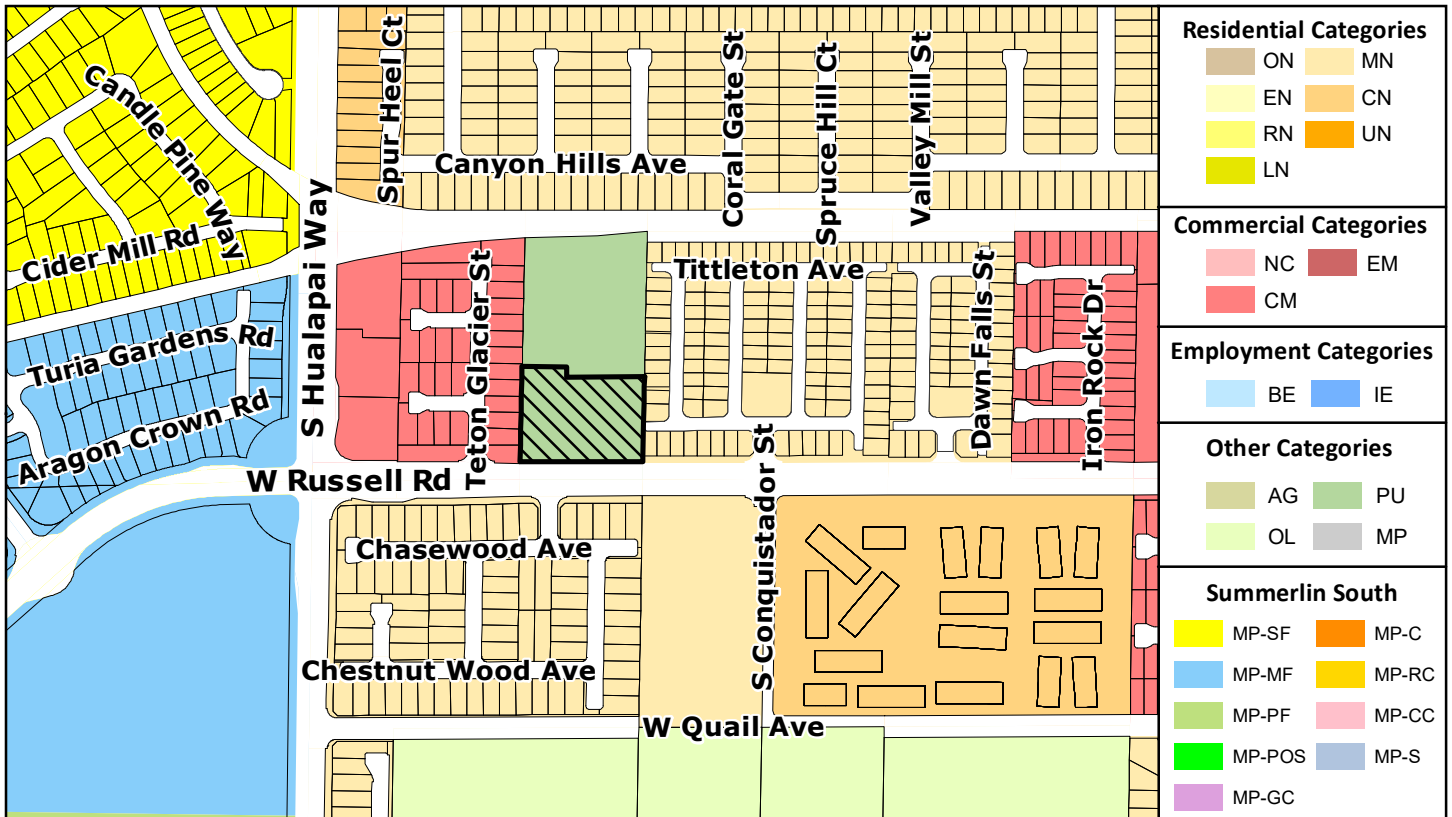 Spur Heel Ct
Coral Gate St
Spruce Hill Ct
Valley Mill St
Candle Pine Way
Canyon Hills Ave
Cider Mill Rd
S Hualapai Way
Teton Glacier St
Tittleton Ave
Dawn Falls St
Iron Rock Dr
Turia Gardens Rd
Aragon Crown Rd
W Russell Rd
S Conquistador St
Chasewood Ave
Chestnut Wood Ave
W Quail Ave
Residential Categories
ON MN
EN CN
RN UN
LN
Commercial Categories
NC EM
CM
Employment Categories
BE IE
Other Categories
AG PU
OL MP
Summerlin South
MP-SF MP-C
MP-MF MP-RC
MP-PF MP-CC
MP-POS MP-S
MP-GC